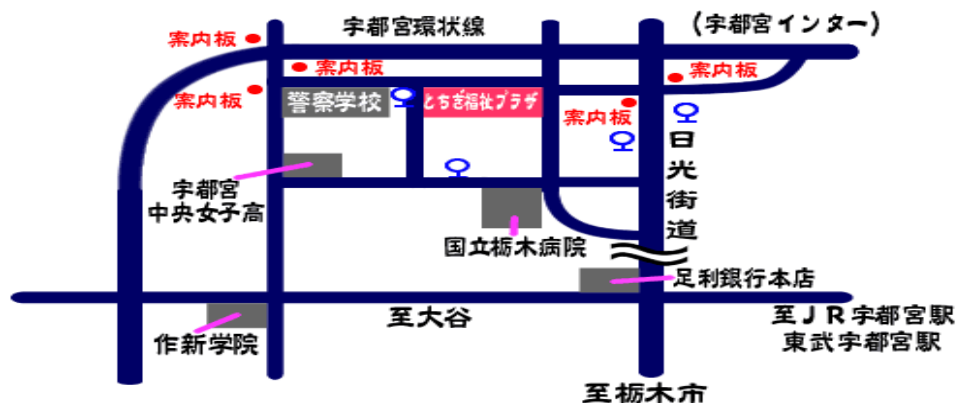 宇都宮環状線
(宇都宮インター)
案内板
案内板
案内板
案内板
案内板
警察学校
とちぎ福祉プラザ
日光街道
宇都宮
中央女子高
国立栃木病院
足利銀行本店
作新学院
至大谷
至JR宇都宮駅
東武宇都宮駅
至栃木市